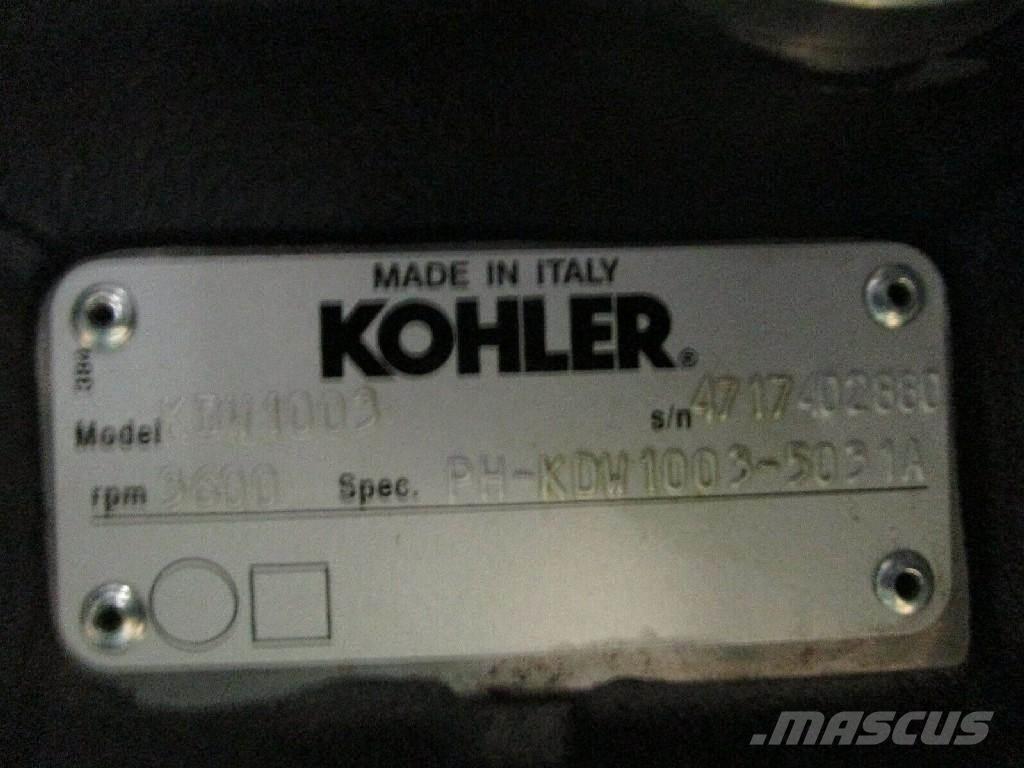 MADE IN ITALY
KOHLER®
Model KDW1003 s/n 4717402880
rpm 3600 Spec. PH-KDW1003-5031A
.MASCUS